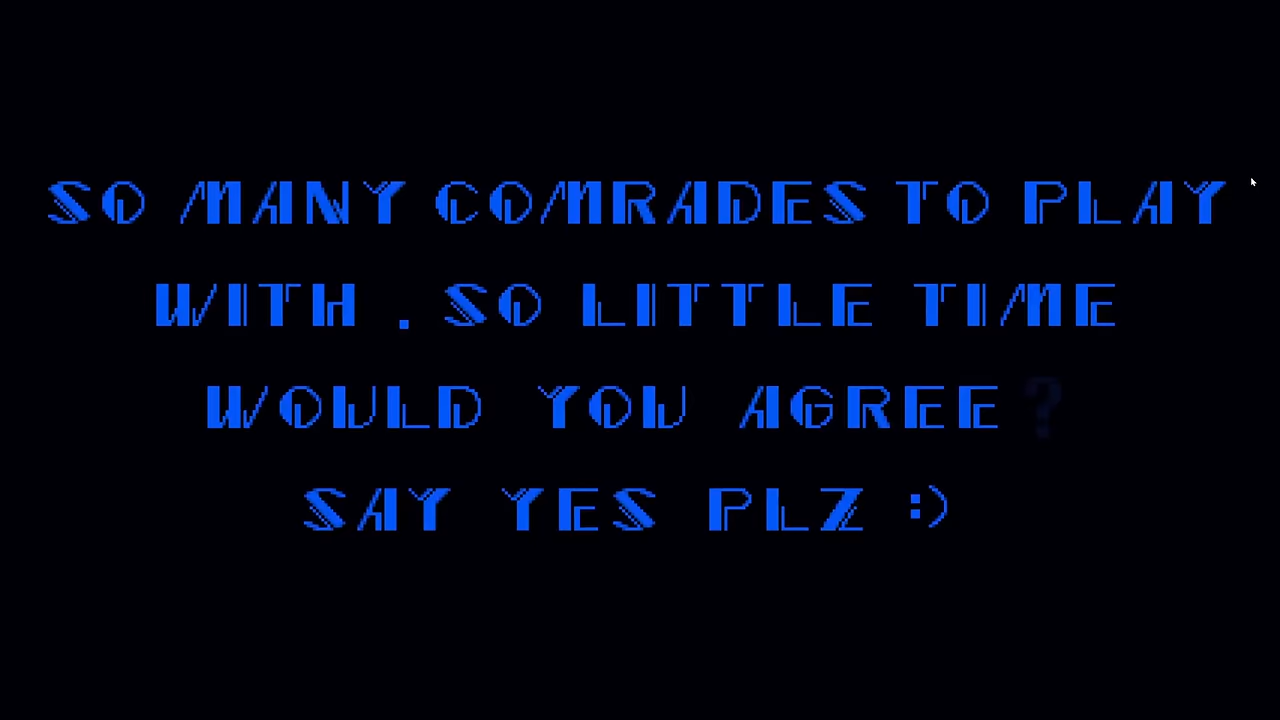 SO MANY COMRADES TO PLAY
WITH . SO LITTLE TIME
WOULD YOU AGREE ?
SAY YES PLZ :)